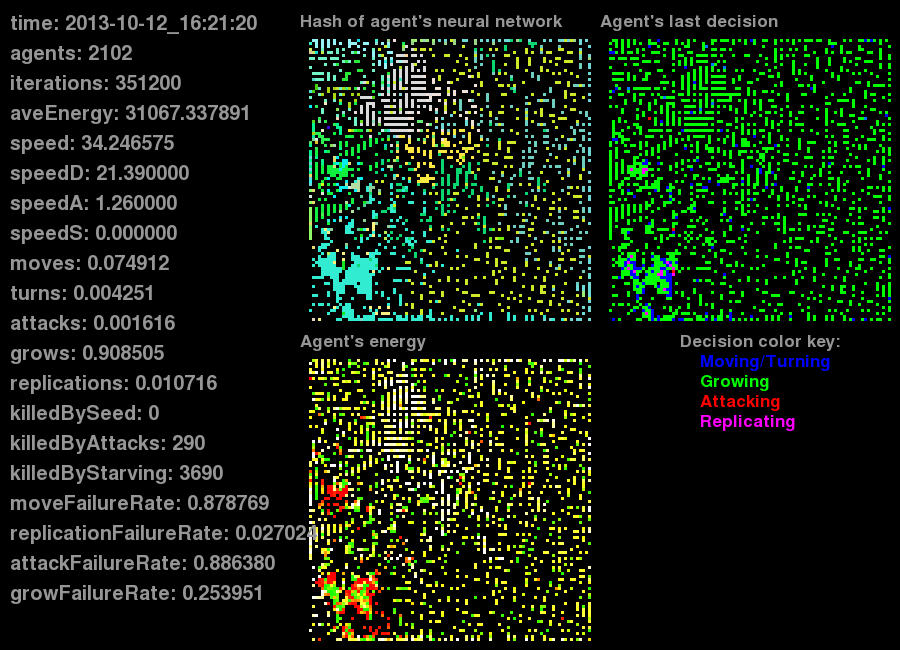 time: 2013-10-12_16:21:20
agents: 2102
iterations: 351200
aveEnergy: 31067.337891
speed: 34.246575
speedD: 21.390000
speedA: 1.260000
speedS: 0.000000
moves: 0.074912
turns: 0.004251
attacks: 0.001616
grows: 0.908505
replications: 0.010716
killedBySeed: 0
killedByAttacks: 290
killedByStarving: 3690
moveFailureRate: 0.878769
replicationFailureRate: 0.027024
attackFailureRate: 0.886380
growFailureRate: 0.253951
Hash of agent's neural network
Agent's last decision
Agent's energy
Decision color key:
Moving/Turning
Growing
Attacking
Replicating